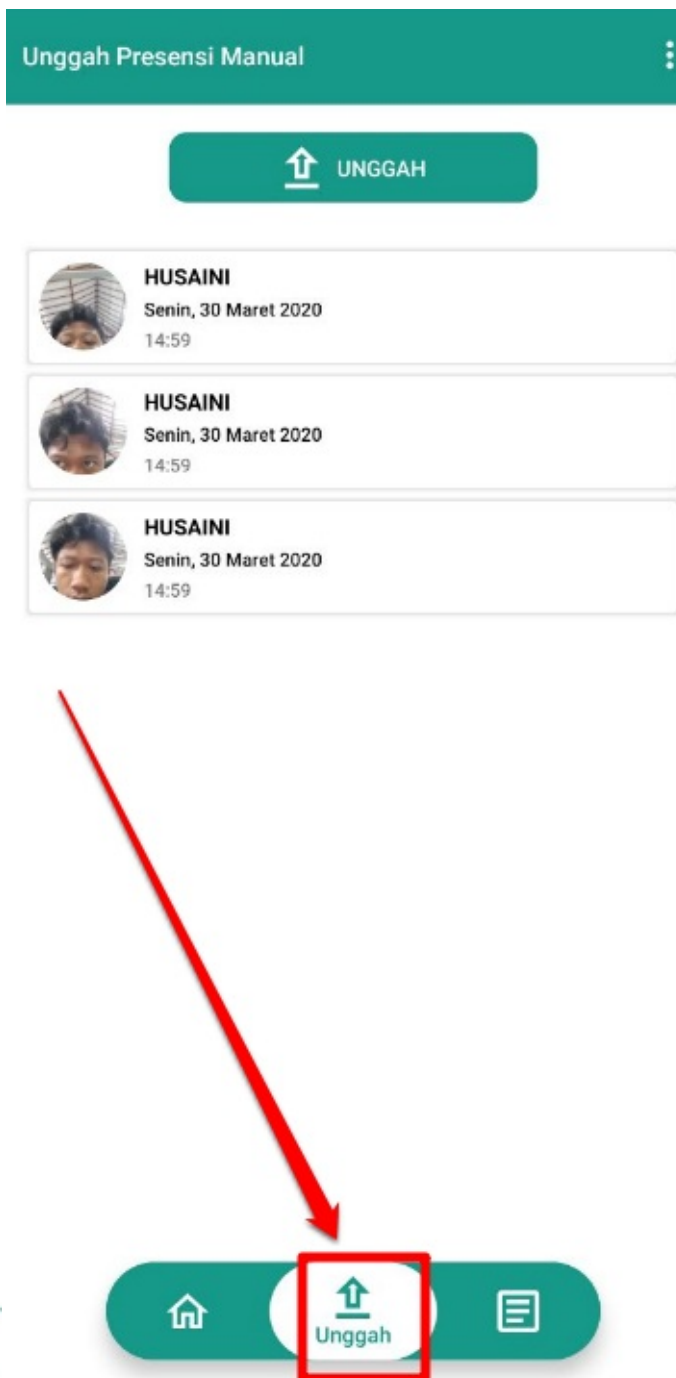 Unggah Presensi Manual
UNGGAH
HUSAINI
Senin, 30 Maret 2020
14:59
HUSAINI
Senin, 30 Maret 2020
14:59
HUSAINI
Senin, 30 Maret 2020
14:59
Unggah